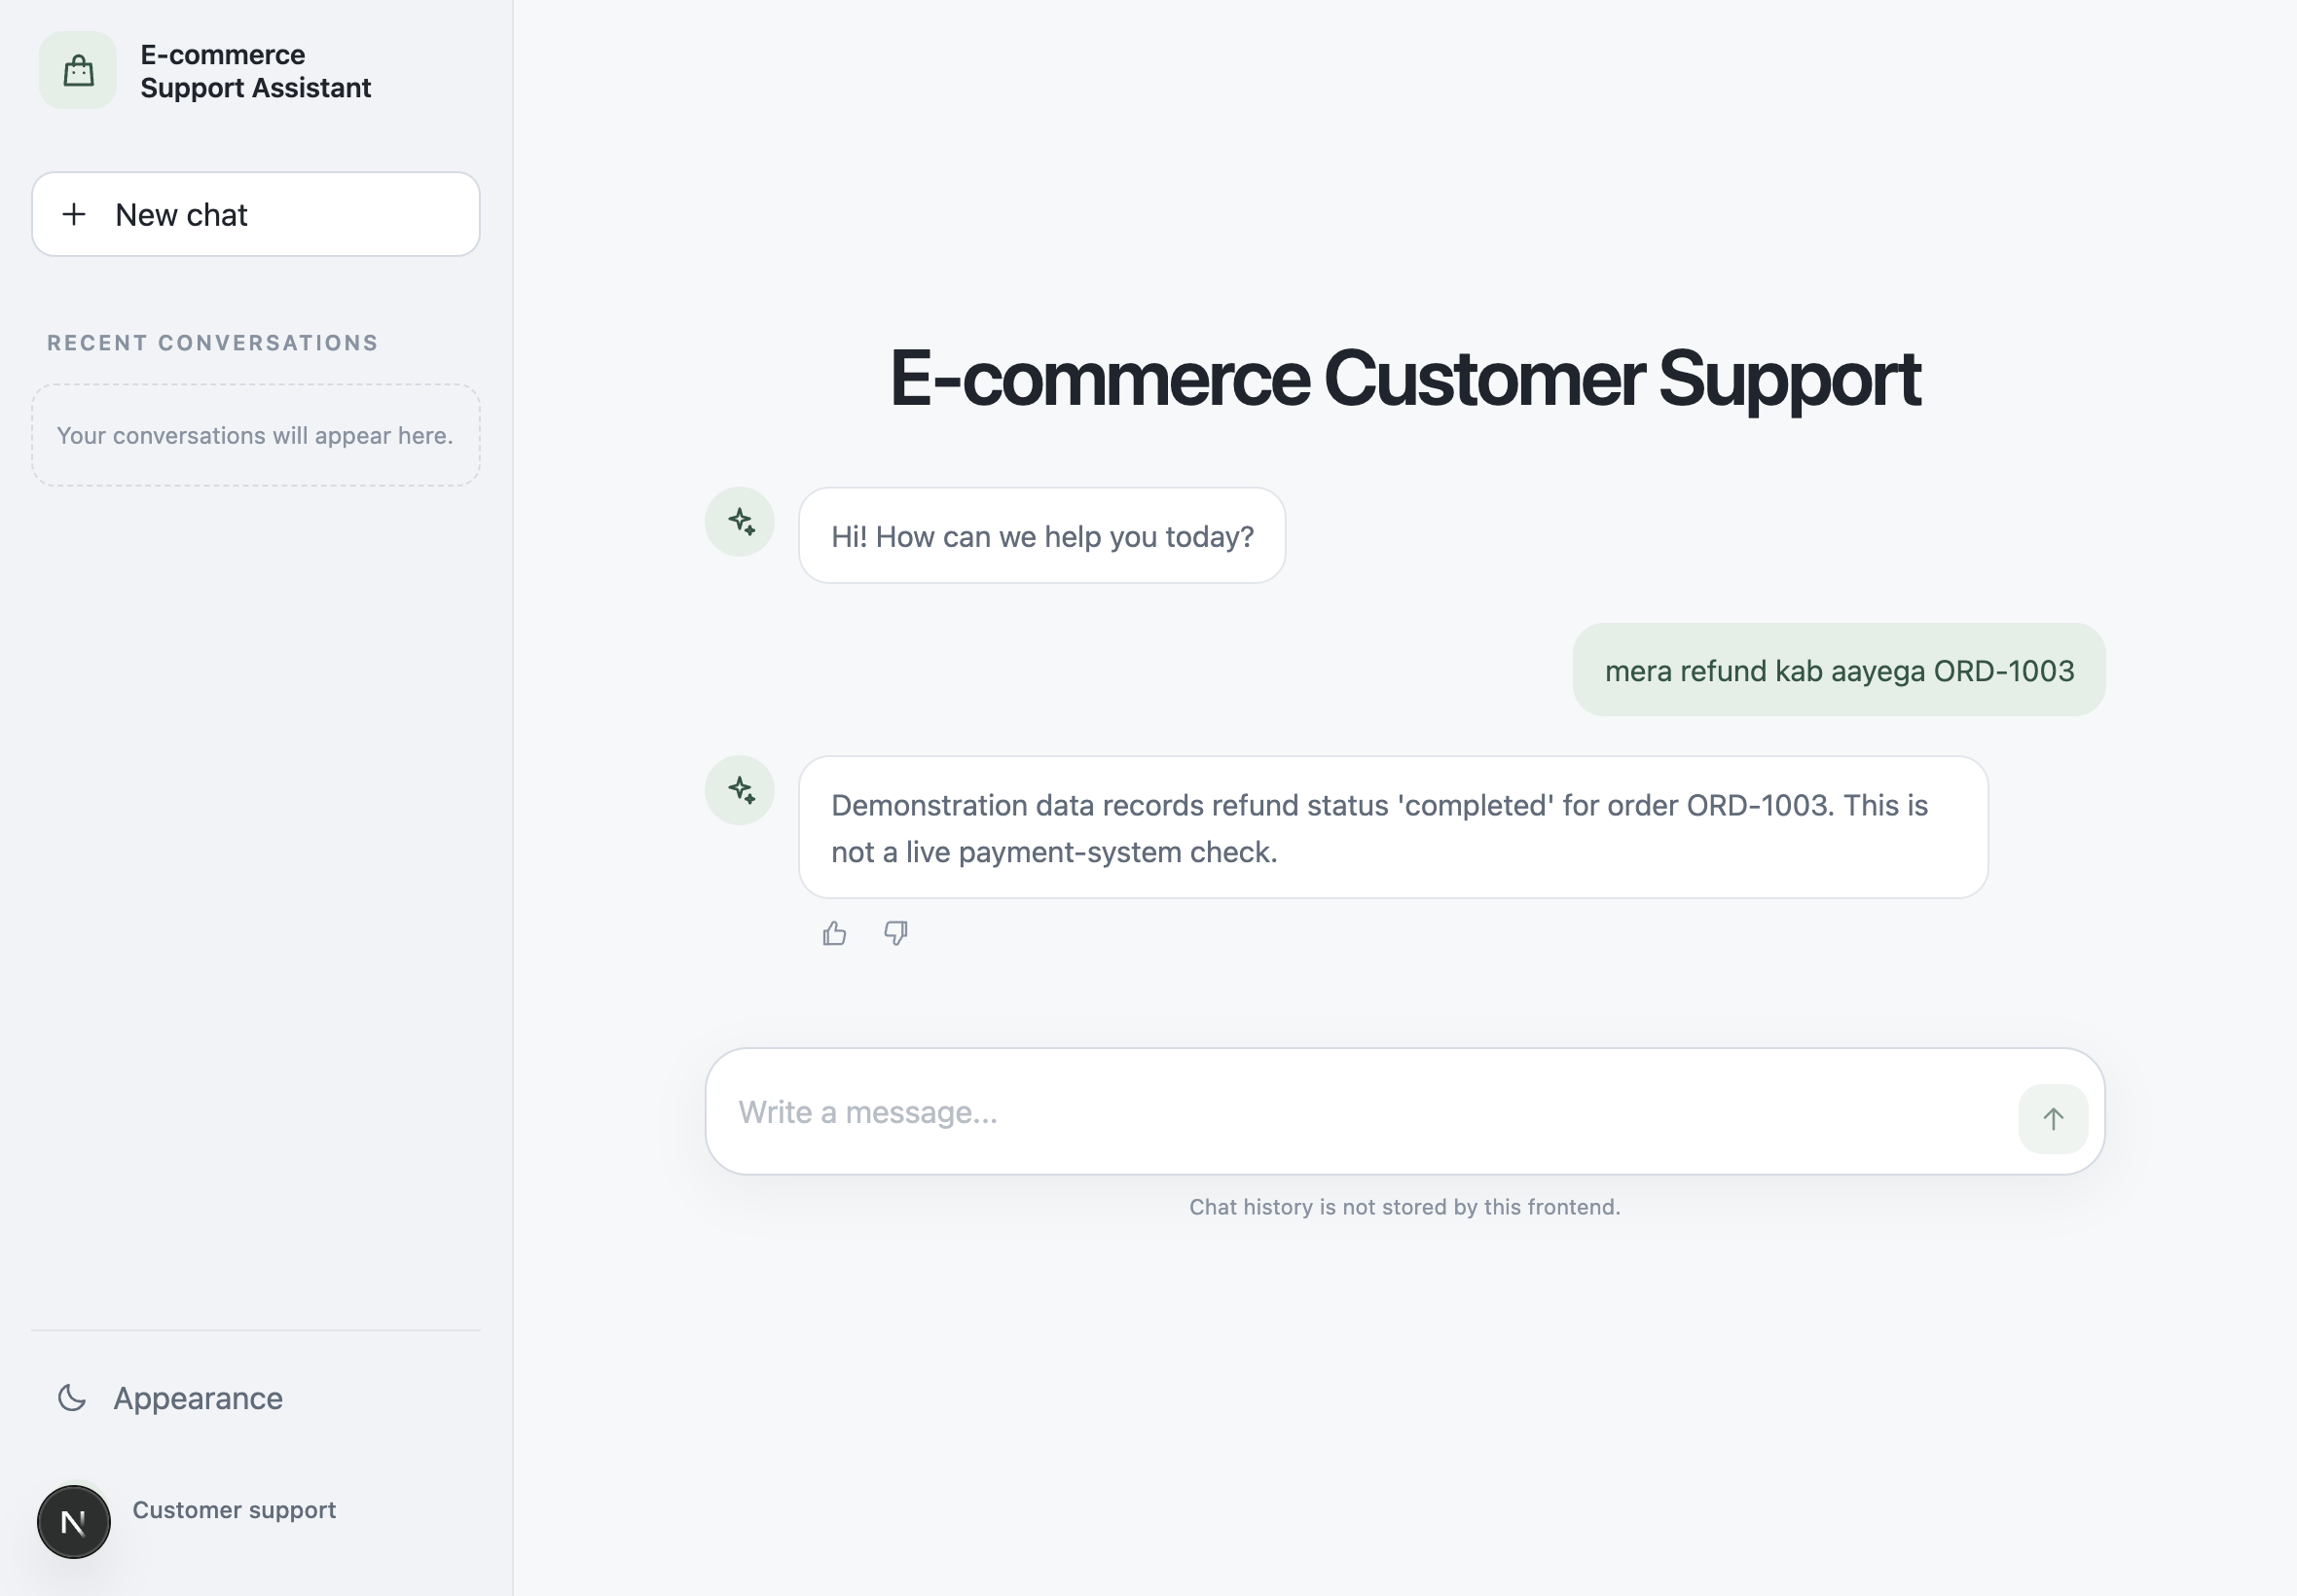 E-commerce
Support Assistant
New chat
RECENT CONVERSATIONS
Your conversations will appear here.
Appearance
N
Customer support
E-commerce Customer Support
Hi! How can we help you today?
mera refund kab aayega ORD-1003
Demonstration data records refund status 'completed' for order ORD-1003. This is
not a live payment-system check.
Write a message...
Chat history is not stored by this frontend.